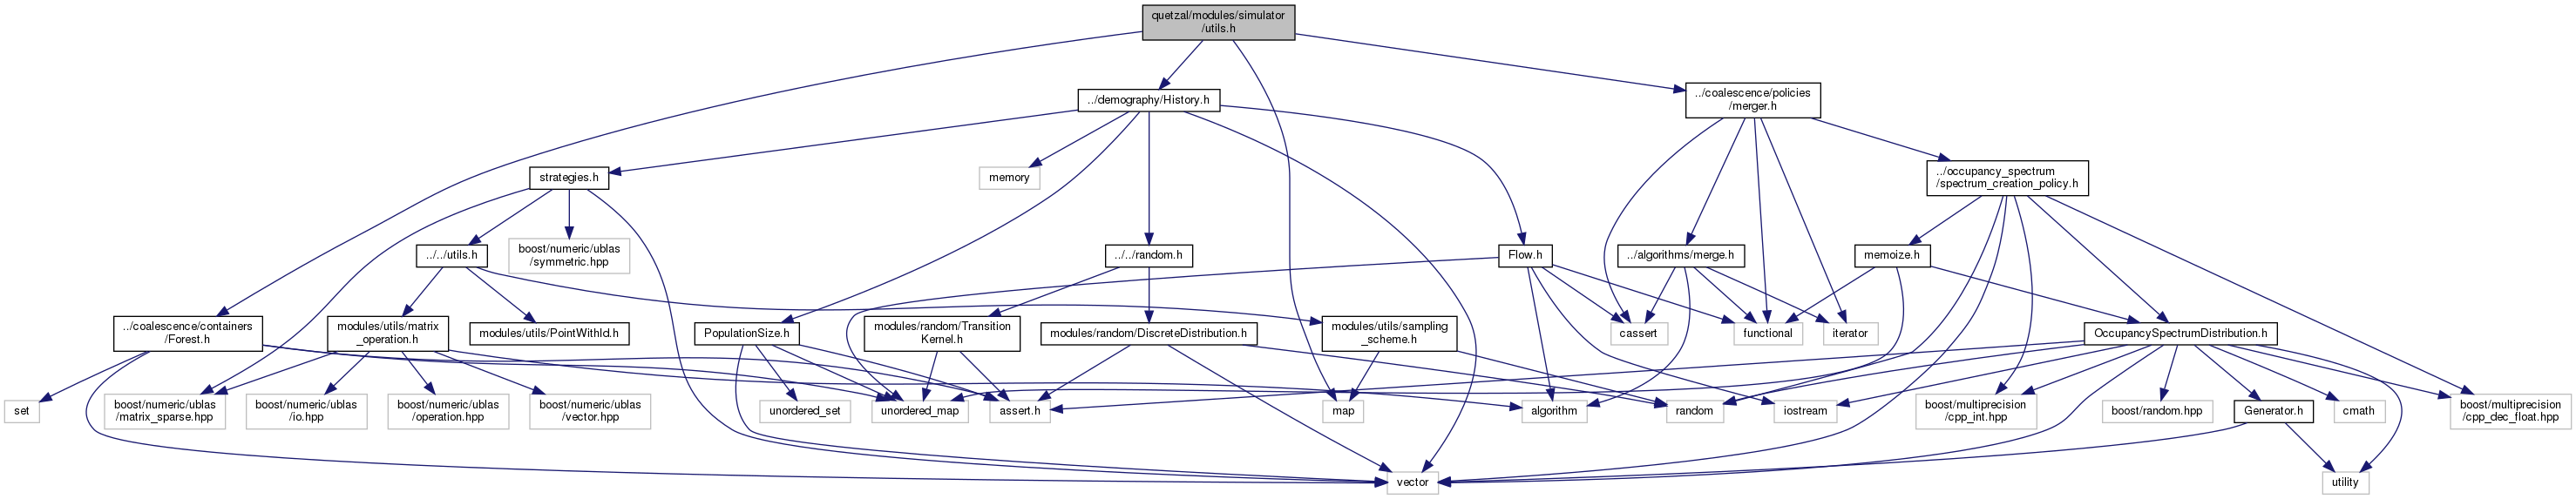 quetzal/modules/simulator
/utils.h
../demography/History.h
../coalescence/policies
/merger.h
strategies.h
memory
../occupancy_spectrum
/spectrum_creation_policy.h
../../utils.h
boost/numeric/ublas
/symmetric.hpp
../../random.h
Flow.h
../algorithms/merge.h
memoize.h
../coalescence/containers
/Forest.h
modules/utils/matrix
_operation.h
modules/utils/PointWithId.h
PopulationSize.h
modules/random/Transition
Kernel.h
modules/random/DiscreteDistribution.h
modules/utils/sampling
_scheme.h
cassert
functional
iterator
OccupancySpectrumDistribution.h
set
boost/numeric/ublas
/matrix_sparse.hpp
boost/numeric/ublas
/io.hpp
boost/numeric/ublas
/operation.hpp
boost/numeric/ublas
/vector.hpp
unordered_set
unordered_map
assert.h
map
algorithm
random
iostream
boost/multiprecision
/cpp_int.hpp
boost/random.hpp
Generator.h
cmath
boost/multiprecision
/cpp_dec_float.hpp
vector
utility